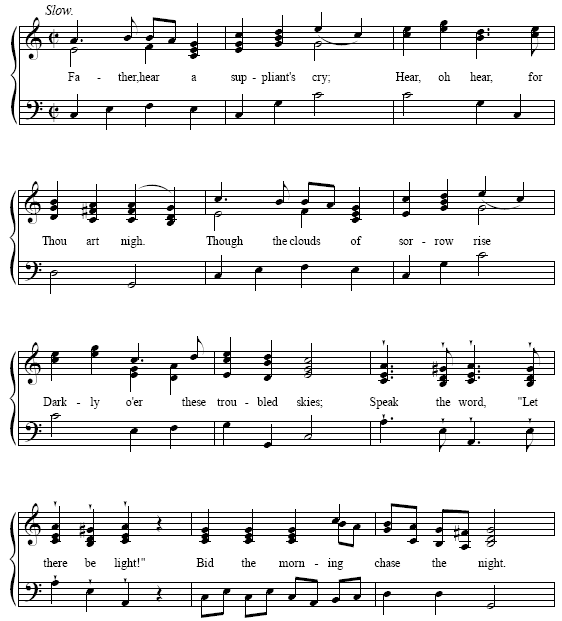 Slow.
Fa - ther,hear a sup - pliant's cry; Hear, oh hear, for
Thou art nigh. Though the clouds of sor - row rise
Dark - ly o'er these trou - bled skies; Speak the word, "Let
there be light!" Bid the morn - ing chase the night.